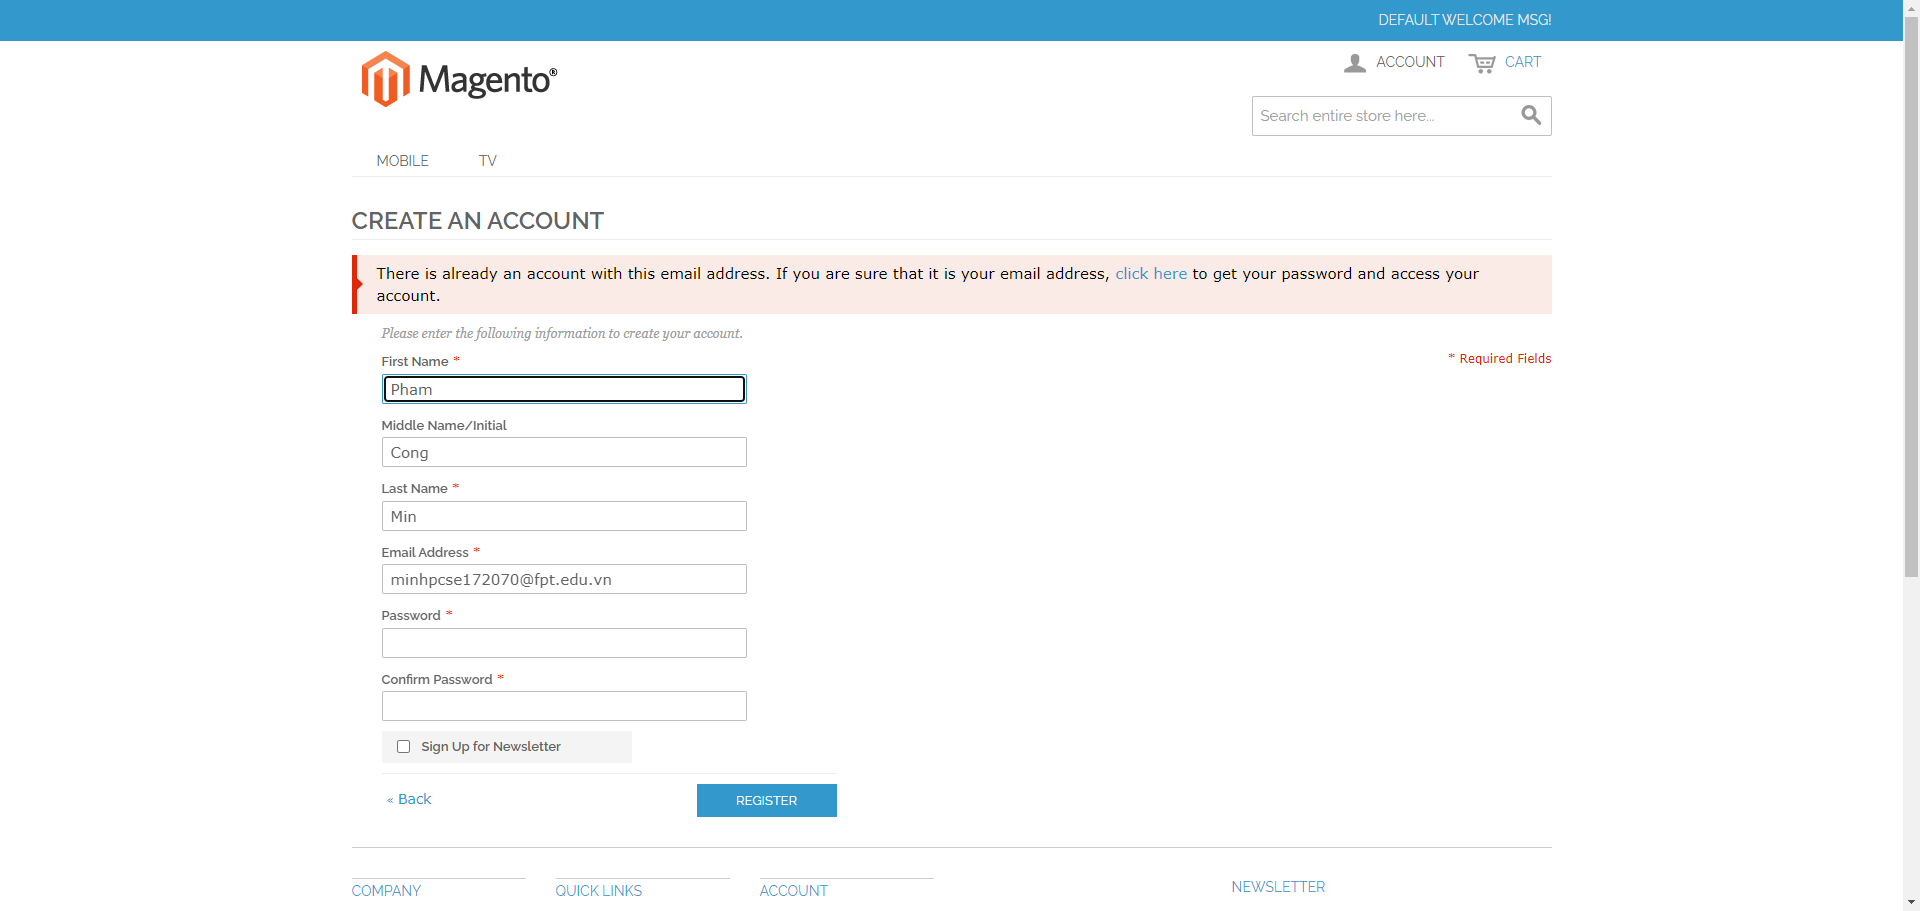 DEFAULT WELCOME MSG!
Magento®
ACCOUNT
CART
Search entire store here...
MOBILE
TV
CREATE AN ACCOUNT
There is already an account with this email address. If you are sure that it is your email address, click here to get your password and access your
account.
Please enter the following information to create your account.
* Required Fields
First Name *
Pham
Middle Name/Initial
Cong
Last Name *
Min
Email Address *
minhpcse172070@fpt.edu.vn
Password *
Confirm Password *
Sign Up for Newsletter
« Back
REGISTER
COMPANY
QUICK LINKS
ACCOUNT
NEWSLETTER